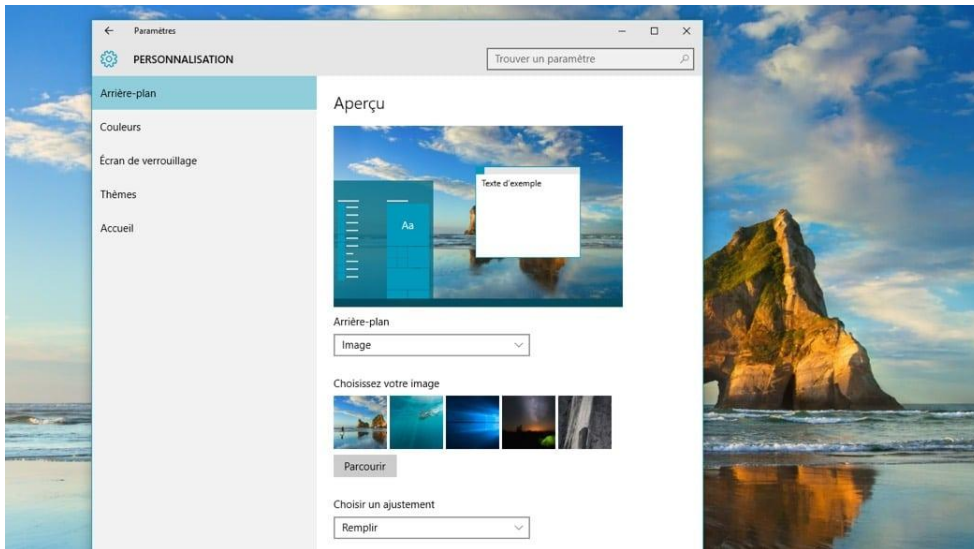 Paramètres
PERSONNALISATION
Trouver un paramètre
Arrière-plan
Couleurs
Écran de verrouillage
Thèmes
Accueil
Aperçu
Texte d'exemple
Aa
Arrière-plan
Image
Choisissez votre image
Parcourir
Choisir un ajustement
Remplir